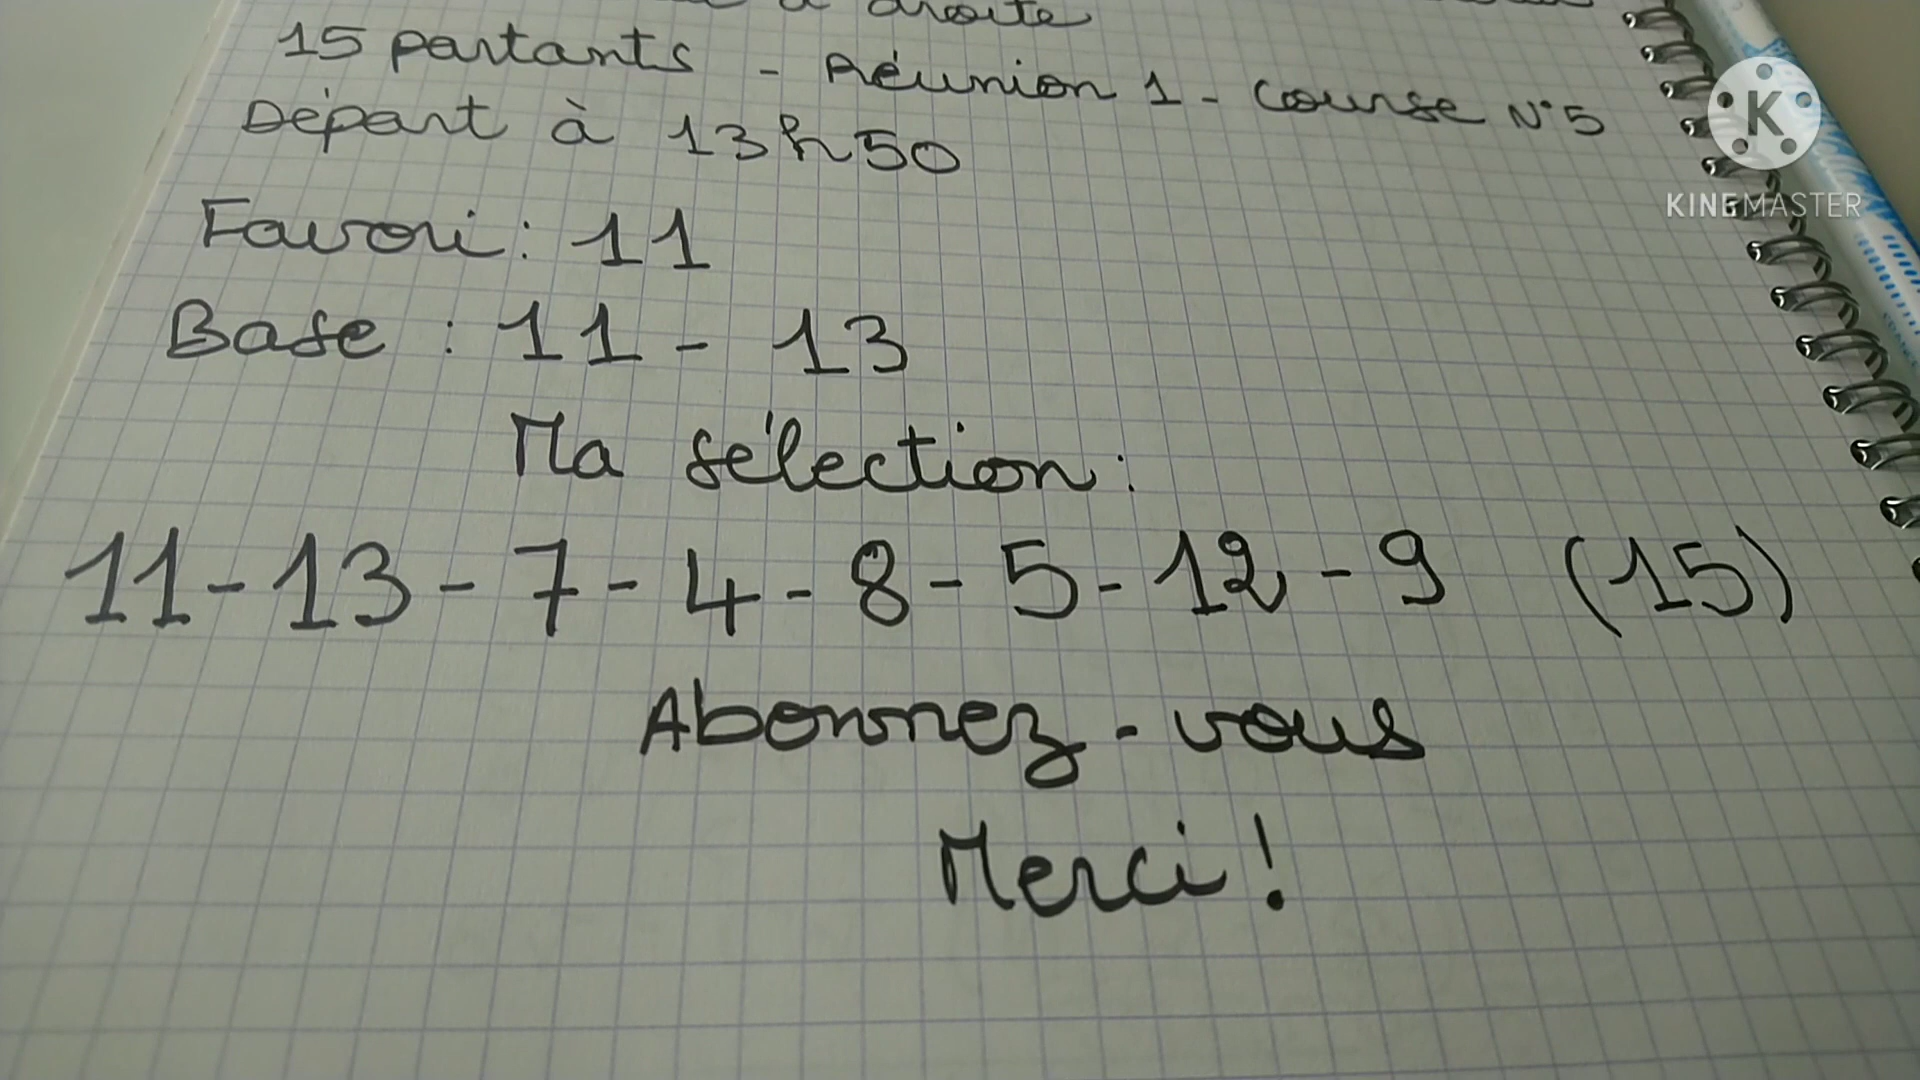 à droite
15 partants - Réunion 1 - Course N°5
Départ à 13h50
Favori : 11
Base : 11 - 13
Ma sélection :
11 - 13 - 7 - 4 - 8 - 5 - 12 - 9 (15)
Abonnez-vous
Merci !
K
KINEMASTER